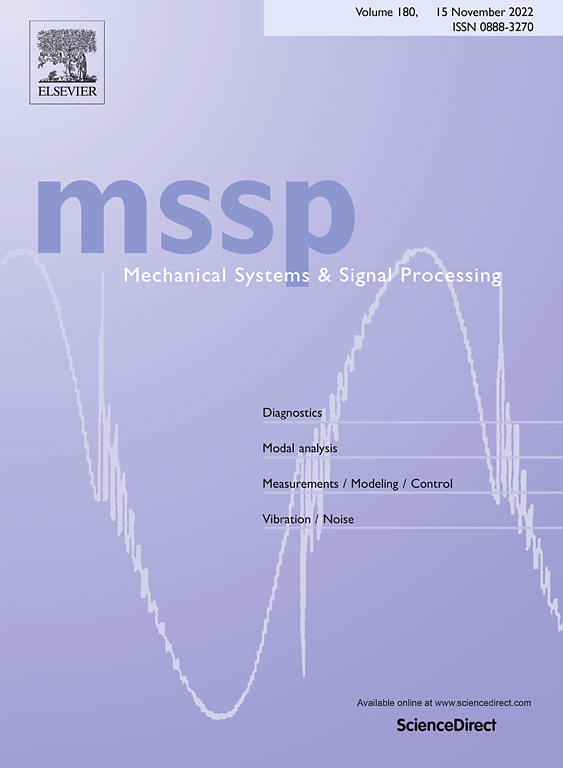 Volume 180, 15 November 2022
ISSN 0888-3270
ELSEVIER
mssp
Mechanical Systems & Signal Processing
Diagnostics
Modal analysis
Measurements / Modeling / Control
Vibration / Noise
Available online at www.sciencedirect.com
ScienceDirect